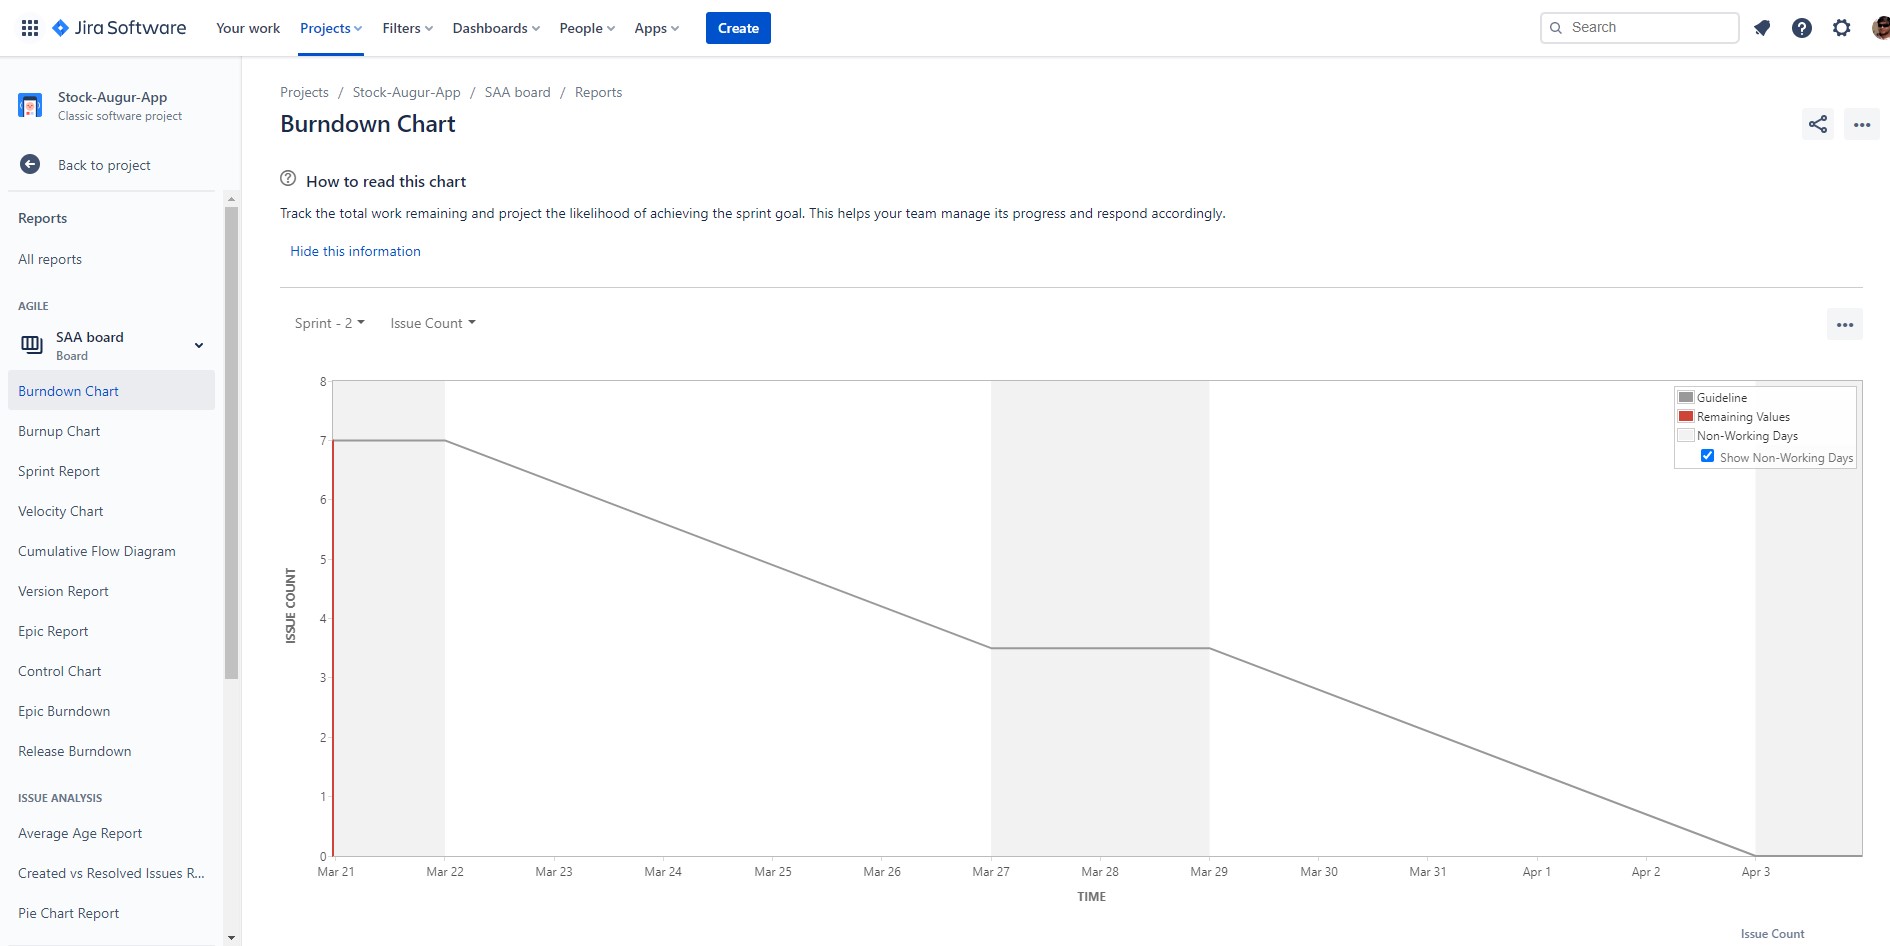 Jira Software Your work Projects Filters Dashboards People Apps Create Search
Stock-Augur-App
Classic software project
Back to project
Reports
All reports
AGILE
SAA board
Board
Burndown Chart
Burnup Chart
Sprint Report
Velocity Chart
Cumulative Flow Diagram
Version Report
Epic Report
Control Chart
Epic Burndown
Release Burndown
ISSUE ANALYSIS
Average Age Report
Created vs Resolved Issues R...
Pie Chart Report
Projects / Stock-Augur-App / SAA board / Reports
Burndown Chart
How to read this chart
Track the total work remaining and project the likelihood of achieving the sprint goal. This helps your team manage its progress and respond accordingly.
Hide this information
Sprint - 2 Issue Count
Guideline
Remaining Values
Non-Working Days
Show Non-Working Days
8
7
6
5
4
3
2
1
0
ISSUE COUNT
Mar 21 Mar 22 Mar 23 Mar 24 Mar 25 Mar 26 Mar 27 Mar 28 Mar 29 Mar 30 Mar 31 Apr 1 Apr 2 Apr 3
TIME
Issue Count